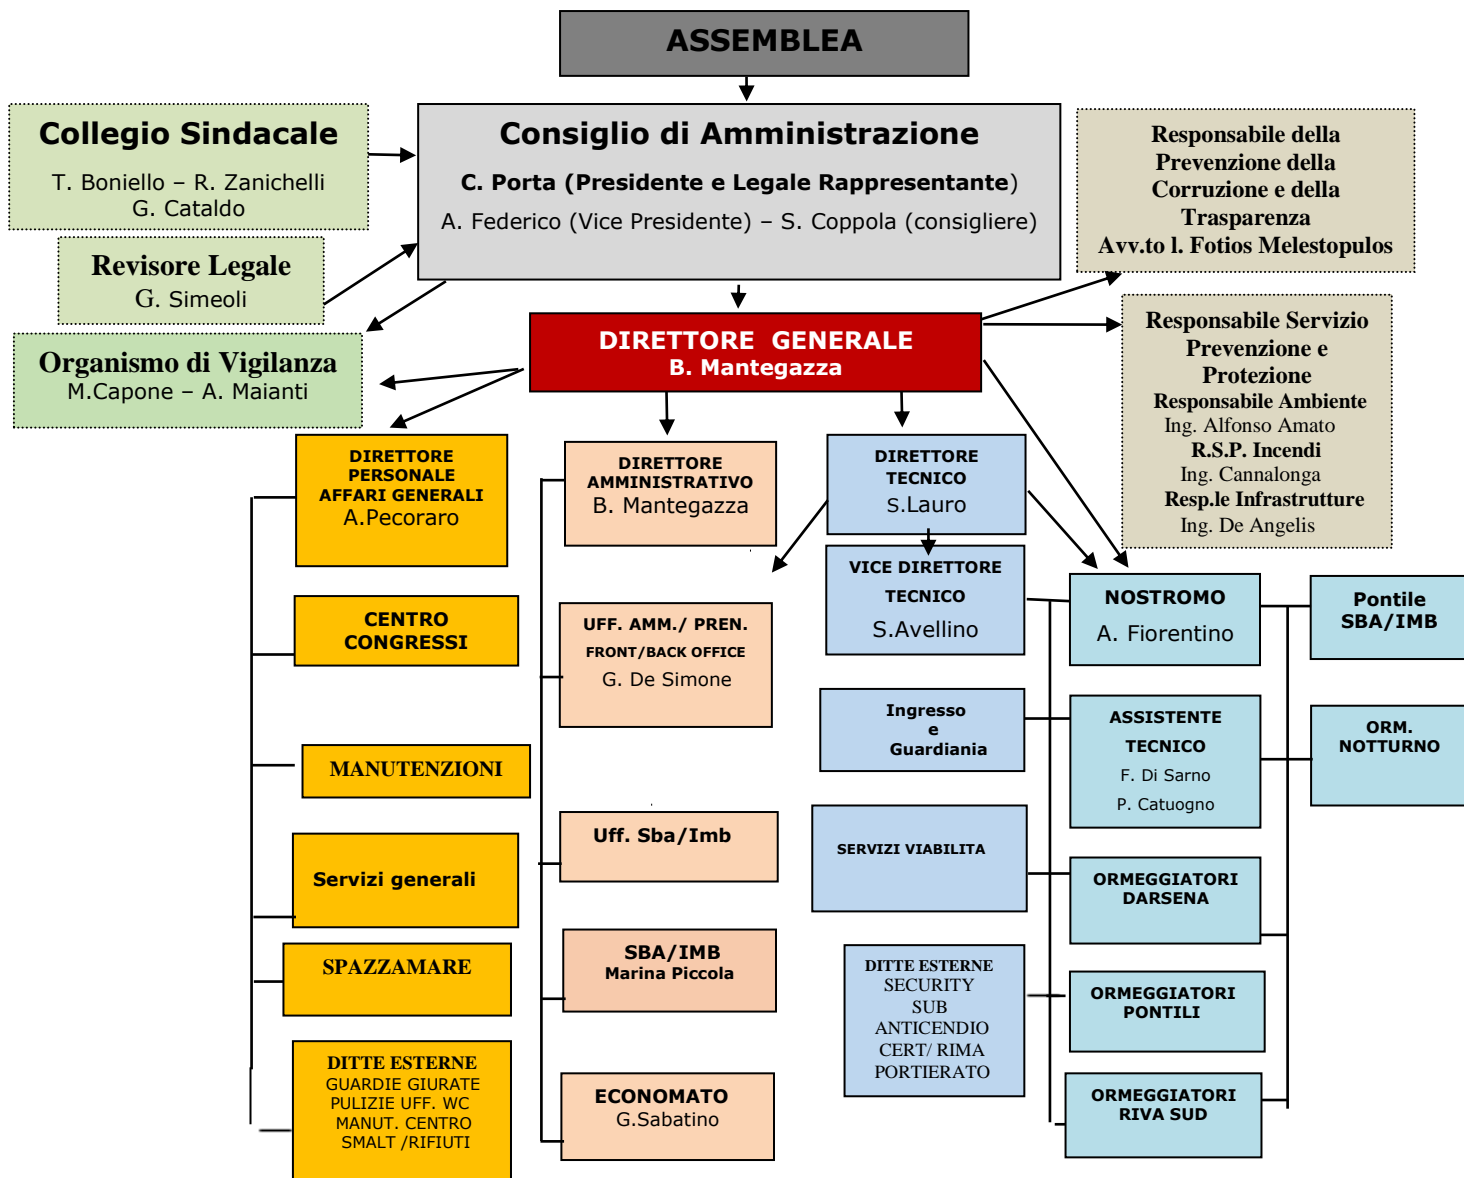 ASSEMBLEA
Collegio Sindacale
T. Boniello – R. Zanichelli
G. Cataldo
Consiglio di Amministrazione
C. Porta (Presidente e Legale Rappresentante)
A. Federico (Vice Presidente) – S. Coppola (consigliere)
Responsabile della
Prevenzione della
Corruzione e della
Trasparenza
Avv.to l. Fotios Melestopulos
Revisore Legale
G. Simeoli
Organismo di Vigilanza
M.Capone – A. Maianti
DIRETTORE GENERALE
B. Mantegazza
Responsabile Servizio
Prevenzione e
Protezione
Responsabile Ambiente
Ing. Alfonso Amato
R.S.P. Incendi
Ing. Cannalonga
Resp.le Infrastrutture
Ing. De Angelis
DIRETTORE
PERSONALE
AFFARI GENERALI
A.Pecoraro
CENTRO
CONGRESSI
MANUTENZIONI
Servizi generali
SPAZZAMARE
DITTE ESTERNE
GUARDIE GIURATE
PULIZIE UFF. WC
MANUT. CENTRO
SMALT /RIFIUTI
DIRETTORE
AMMINISTRATIVO
B. Mantegazza
UFF. AMM./ PREN.
FRONT/BACK OFFICE
G. De Simone
Uff. Sba/Imb
SBA/IMB
Marina Piccola
ECONOMATO
G.Sabatino
DIRETTORE
TECNICO
S.Lauro
VICE DIRETTORE
TECNICO
S.Avellino
Ingresso
e
Guardiania
SERVIZI VIABILITA
DITTE ESTERNE
SECURITY
SUB
ANTICENDIO
CERT/ RIMA
PORTIERATO
NOSTROMO
A. Fiorentino
ASSISTENTE
TECNICO
F. Di Sarno
P. Catuogno
ORMEGGIATORI
DARSENA
ORMEGGIATORI
PONTILI
ORMEGGIATORI
RIVA SUD
Pontile
SBA/IMB
ORM.
NOTTURNO